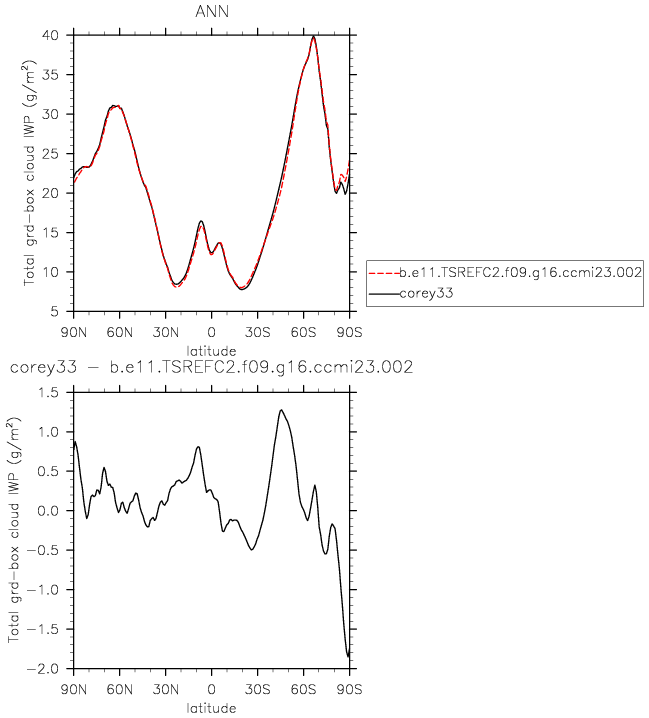 ANN
Total grd-box cloud IWP (g/m²)
40
35
30
25
20
15
10
5
90N 60N 30N 0 30S 60S 90S
latitude
b.e11.TSREFC2.f09.g16.ccmi23.002
corey33
corey33 - b.e11.TSREFC2.f09.g16.ccmi23.002
Total grd-box cloud IWP (g/m²)
1.5
1.0
0.5
0.0
-0.5
-1.0
-1.5
-2.0
90N 60N 30N 0 30S 60S 90S
latitude